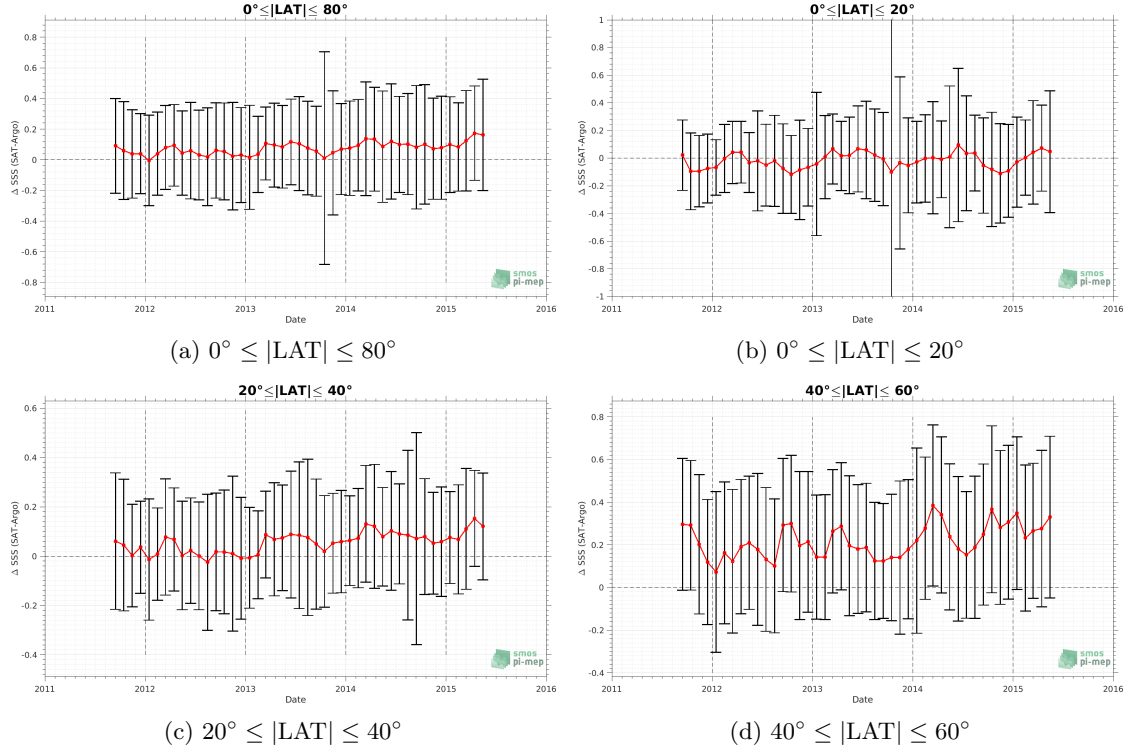 0°≤|LAT|≤ 80°
0.8
0.6
0.4
0.2
0
-0.2
-0.4
-0.6
-0.8
Δ SSS (SAT-Argo)
2011
2012
2013
2014
2015
2016
Date
smos
pi-mep
(a) 0° ≤ |LAT| ≤ 80°
0°≤|LAT|≤ 20°
1
0.8
0.6
0.4
0.2
0
-0.2
-0.4
-0.6
-0.8
-1
Δ SSS (SAT-Argo)
2011
2012
2013
2014
2015
2016
Date
smos
pi-mep
(b) 0° ≤ |LAT| ≤ 20°
20°≤|LAT|≤ 40°
0.6
0.4
0.2
0
-0.2
-0.4
Δ SSS (SAT-Argo)
2011
2012
2013
2014
2015
2016
Date
smos
pi-mep
(c) 20° ≤ |LAT| ≤ 40°
40°≤|LAT|≤ 60°
0.8
0.6
0.4
0.2
0
-0.2
-0.4
Δ SSS (SAT-Argo)
2011
2012
2013
2014
2015
2016
Date
smos
pi-mep
(d) 40° ≤ |LAT| ≤ 60°